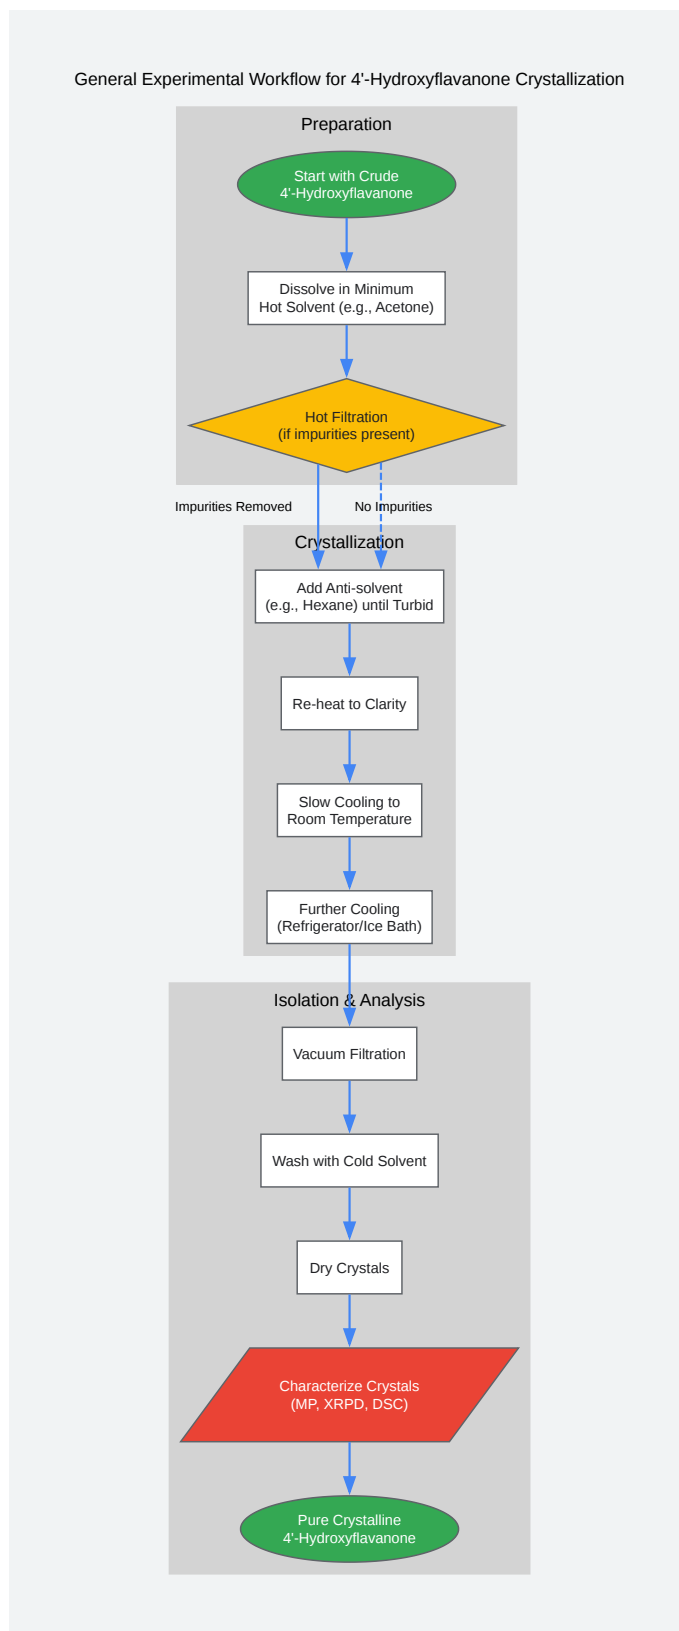 General Experimental Workflow for 4'-Hydroxyflavanone Crystallization
Preparation
Start with Crude
4'-Hydroxyflavanone
Dissolve in Minimum
Hot Solvent (e.g., Acetone)
Hot Filtration
(if impurities present)
Impurities Removed
No Impurities
Crystallization
Add Anti-solvent
(e.g., Hexane) until Turbid
Re-heat to Clarity
Slow Cooling to
Room Temperature
Further Cooling
(Refrigerator/Ice Bath)
Isolation & Analysis
Vacuum Filtration
Wash with Cold Solvent
Dry Crystals
Characterize Crystals
(MP, XRPD, DSC)
Pure Crystalline
4'-Hydroxyflavanone